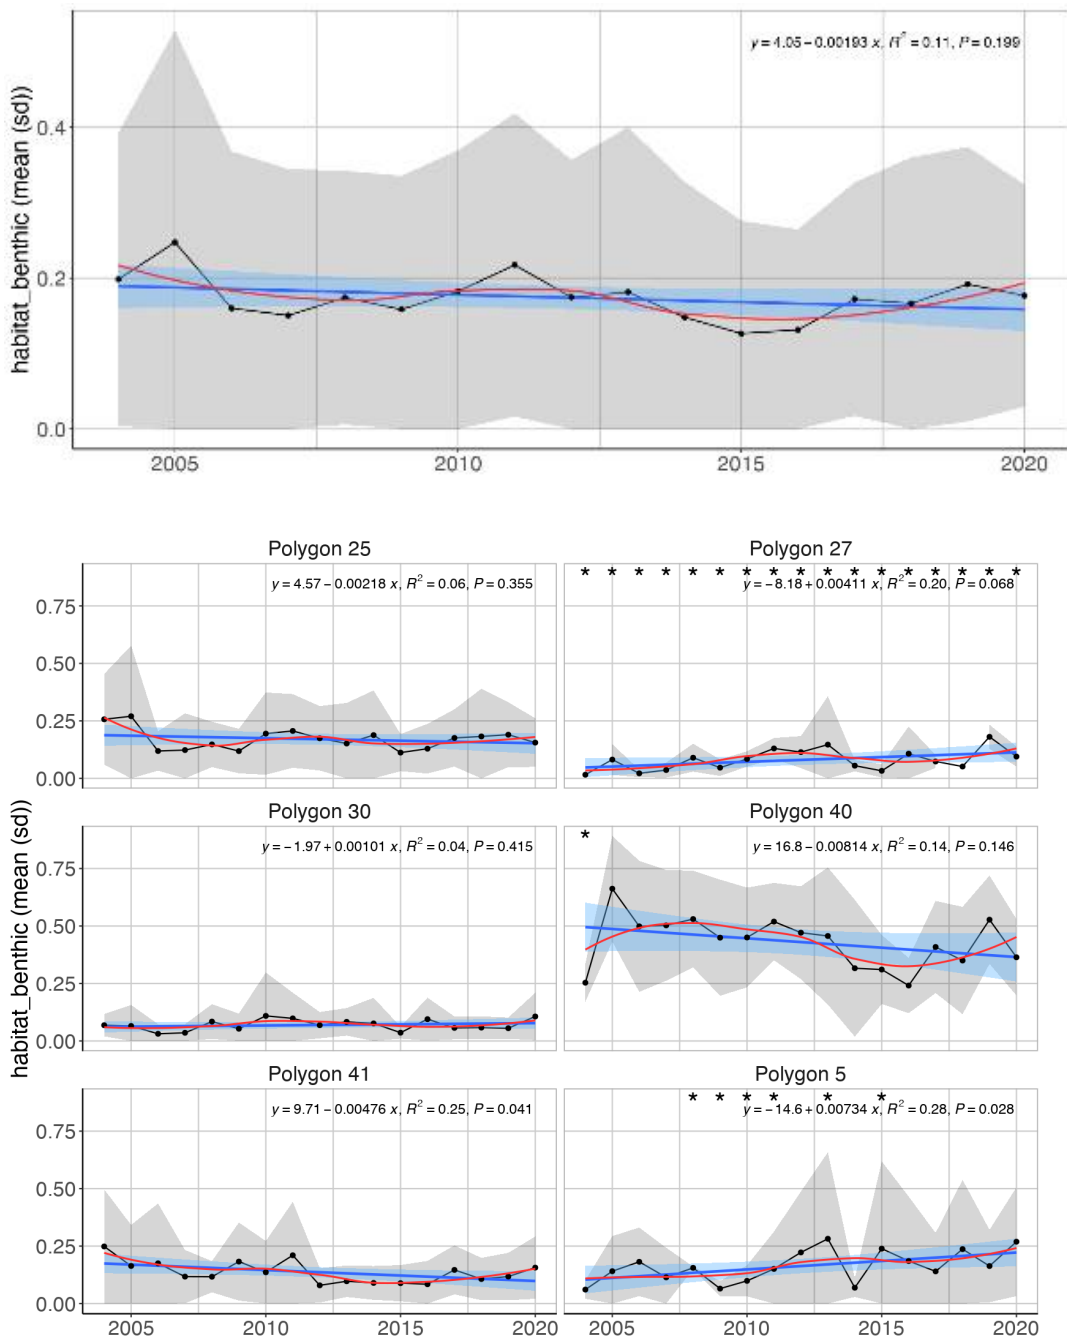 y = 4.05 − 0.00193 x, R² = 0.11, P = 0.199
habitat_benthic (mean (sd))
0.4
0.2
0.0
2005 2010 2015 2020
Polygon 25 Polygon 27
* * * * * * * * * * * * * * * * *
y = 4.57 − 0.00218 x, R² = 0.06, P = 0.355 y = −8.18 + 0.00411 x, R² = 0.20, P = 0.068
0.75
0.50
0.25
0.00
habitat_benthic (mean (sd))
Polygon 30 Polygon 40
*
y = −1.97 + 0.00101 x, R² = 0.04, P = 0.415 y = 16.8 − 0.00814 x, R² = 0.14, P = 0.146
0.75
0.50
0.25
0.00
Polygon 41 Polygon 5
* * * * * *
y = 9.71 − 0.00476 x, R² = 0.25, P = 0.041 y = −14.6 + 0.00734 x, R² = 0.28, P = 0.028
0.75
0.50
0.25
0.00
2005 2010 2015 2020 2005 2010 2015 2020